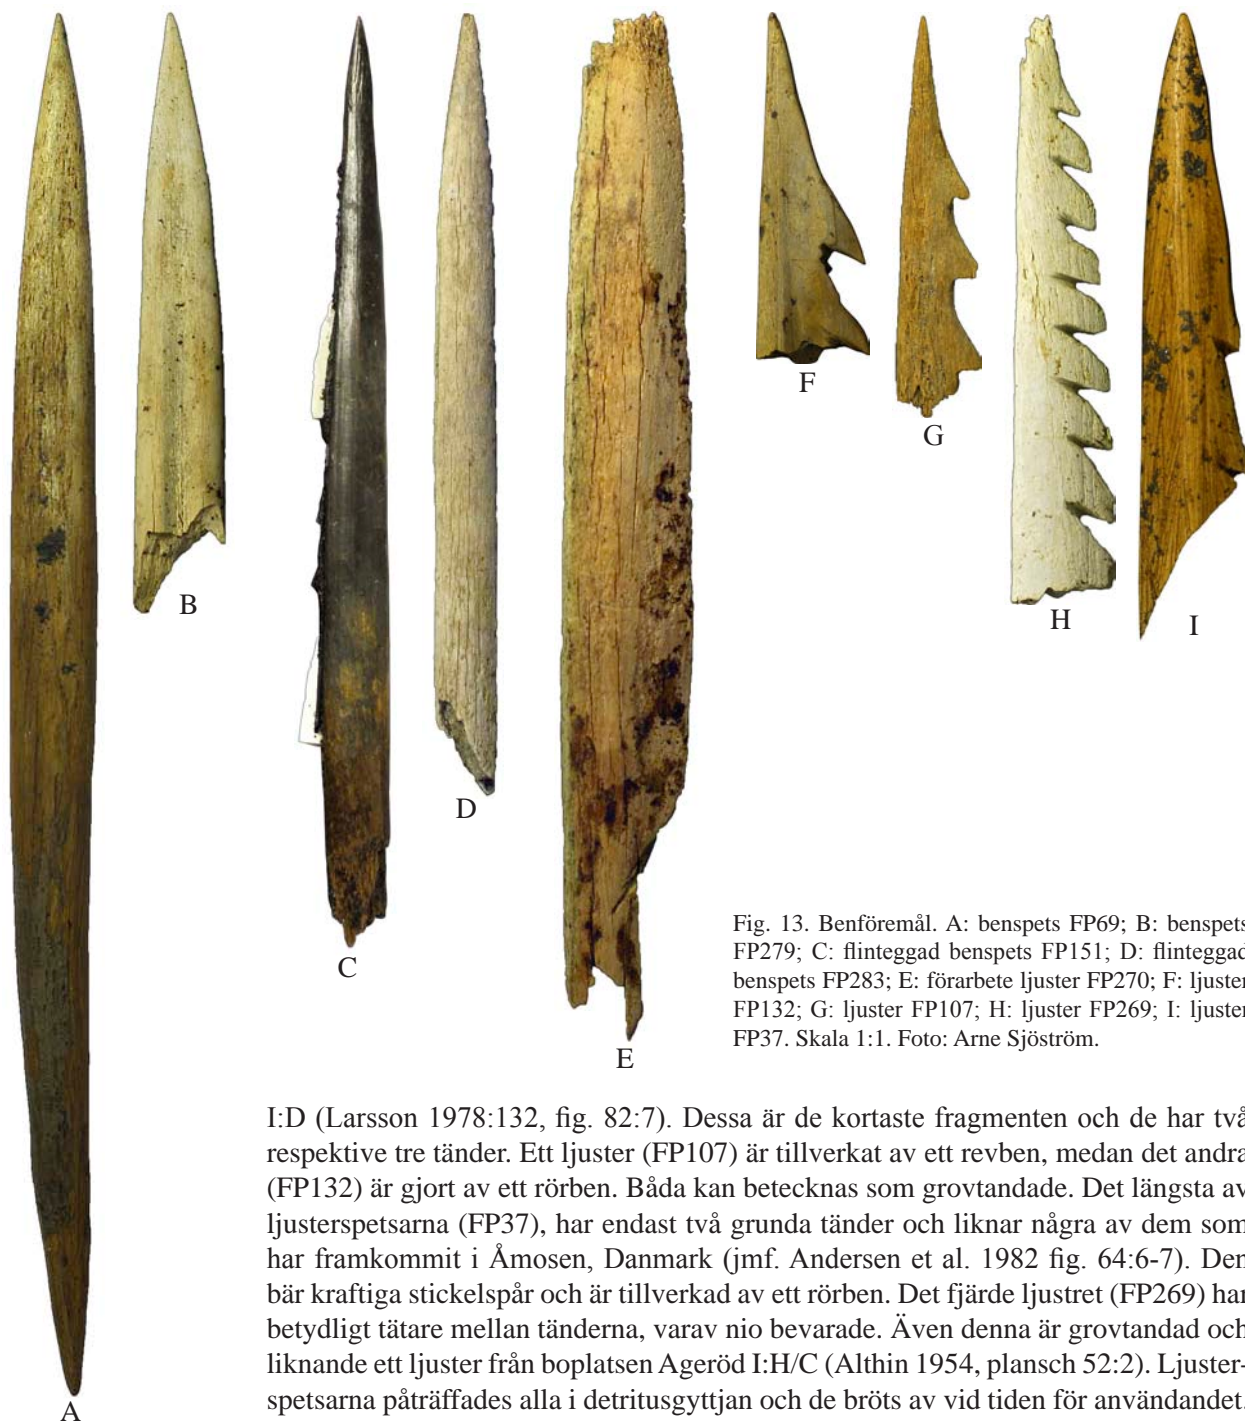 A
B
C
D
E
F
G
H
I
Fig. 13. Benföremål. A: benspets FP69; B: benspets
FP279; C: flinteggad benspets FP151; D: flinteggad
benspets FP283; E: förarbete ljuster FP270; F: ljuster
FP132; G: ljuster FP107; H: ljuster FP269; I: ljuster
FP37. Skala 1:1. Foto: Arne Sjöström.
I:D (Larsson 1978:132, fig. 82:7). Dessa är de kortaste fragmenten och de har två
respektive tre tänder. Ett ljuster (FP107) är tillverkat av ett revben, medan det andra
(FP132) är gjort av ett rörben. Båda kan betecknas som grovtandade. Det längsta av
ljusterspetsarna (FP37), har endast två grunda tänder och liknar några av dem som
har framkommit i Åmosen, Danmark (jmf. Andersen et al. 1982 fig. 64:6-7). Den
bär kraftiga stickelspår och är tillverkad av ett rörben. Det fjärde ljustret (FP269) har
betydligt tätare mellan tänderna, varav nio bevarade. Även denna är grovtandad och
liknande ett ljuster från boplatsen Ageröd I:H/C (Althin 1954, plansch 52:2). Ljuster-
spetsarna påträffades alla i detritusgyttjan och de bröts av vid tiden för användandet.